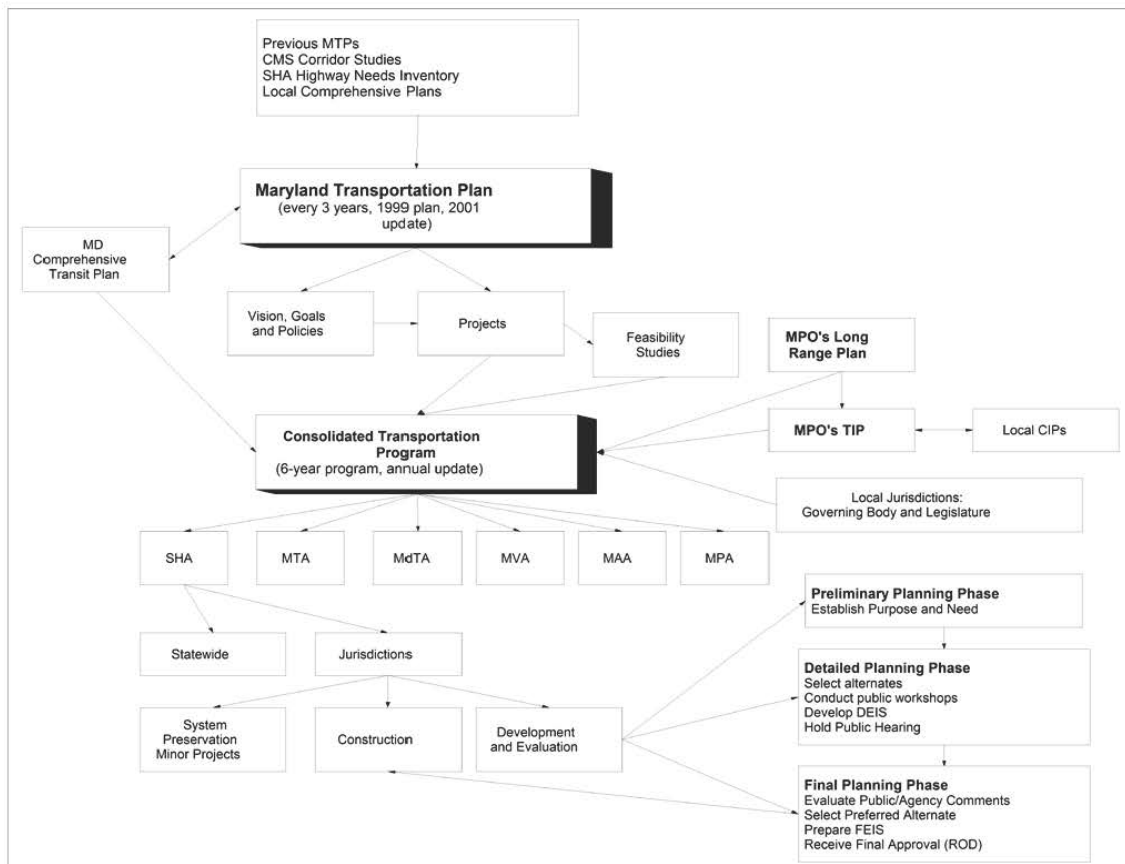 Previous MTPs
CMS Corridor Studies
SHA Highway Needs Inventory
Local Comprehensive Plans
Maryland Transportation Plan
(every 3 years, 1999 plan, 2001
update)
MD
Comprehensive
Transit Plan
Vision, Goals
and Policies
Projects
Feasibility
Studies
MPO's Long
Range Plan
MPO's TIP
Local CIPs
Consolidated Transportation
Program
(6-year program, annual update)
Local Jurisdictions:
Governing Body and Legislature
SHA
MTA
MdTA
MVA
MAA
MPA
Preliminary Planning Phase
Establish Purpose and Need
Statewide
Jurisdictions
Detailed Planning Phase
Select alternates
Conduct public workshops
Develop DEIS
Hold Public Hearing
System
Preservation
Minor Projects
Construction
Development
and Evaluation
Final Planning Phase
Evaluate Public/Agency Comments
Select Preferred Alternate
Prepare FEIS
Receive Final Approval (ROD)